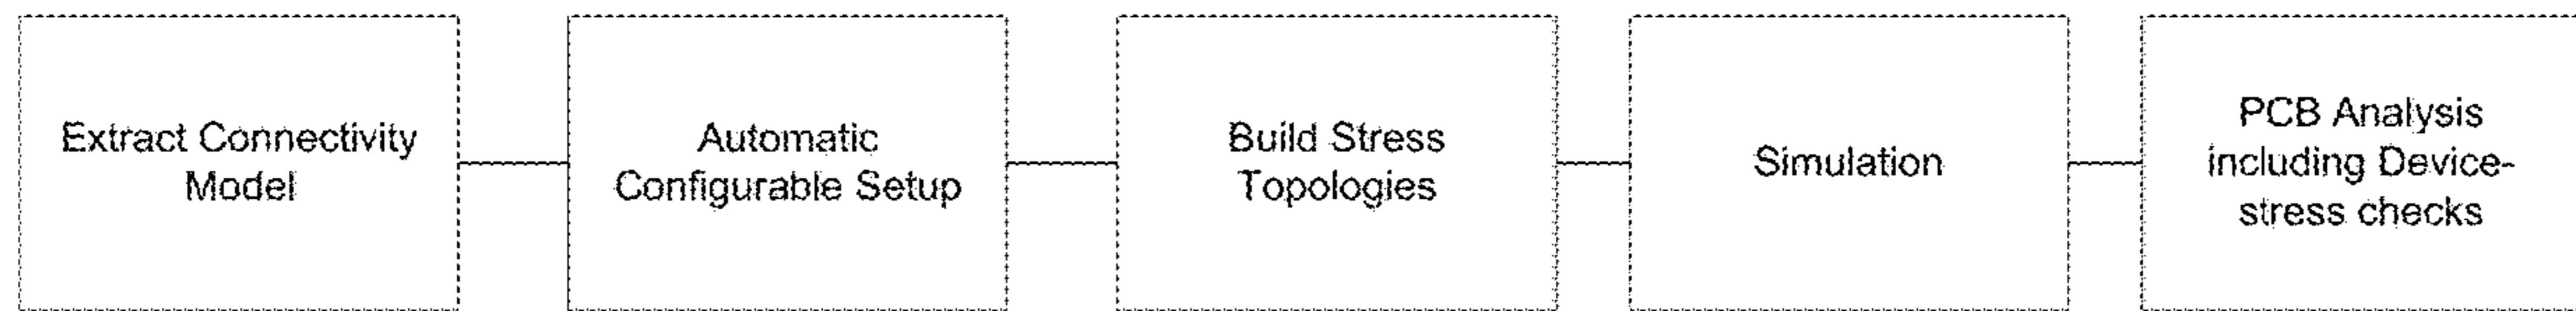 Extract Connectivity
Model
Automatic
Configurable Setup
Build Stress
Topologies
Simulation
PCB Analysis
including Device-
stress checks